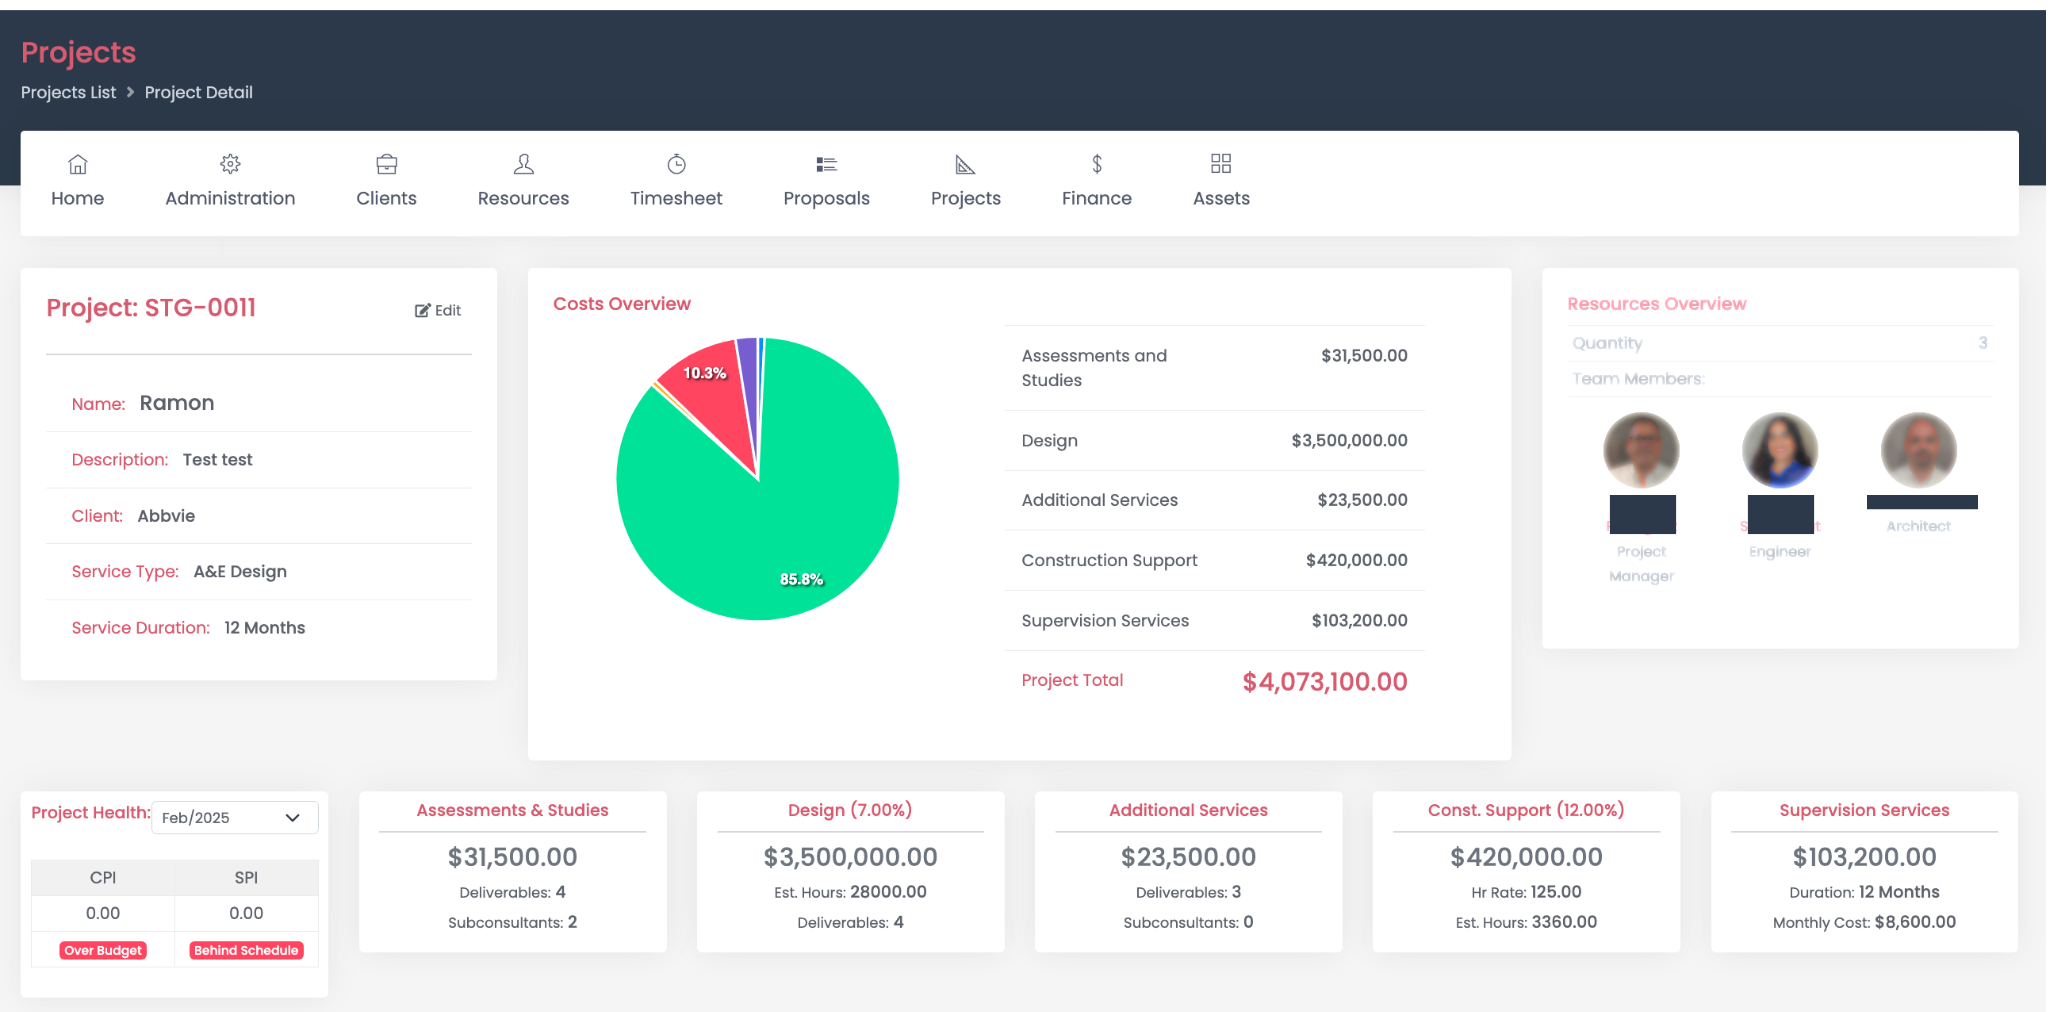 Projects
Projects List > Project Detail
Home
Administration
Clients
Resources
Timesheet
Proposals
Projects
Finance
Assets
Project: STG-0011
Edit
Name: Ramon
Description: Test test
Client: Abbvie
Service Type: A&E Design
Service Duration: 12 Months
Costs Overview
10.3%
85.8%
Assessments and
Studies
$31,500.00
Design $3,500,000.00
Additional Services $23,500.00
Construction Support $420,000.00
Supervision Services $103,200.00
Project Total $4,073,100.00
Resources Overview
Quantity 3
Team Members:
Project
Manager
Engineer
Architect
Project Health: Feb/2025
CPI SPI
0.00 0.00
Over Budget Behind Schedule
Assessments & Studies
$31,500.00
Deliverables: 4
Subconsultants: 2
Design (7.00%)
$3,500,000.00
Est. Hours: 28000.00
Deliverables: 4
Additional Services
$23,500.00
Deliverables: 3
Subconsultants: 0
Const. Support (12.00%)
$420,000.00
Hr Rate: 125.00
Est. Hours: 3360.00
Supervision Services
$103,200.00
Duration: 12 Months
Monthly Cost: $8,600.00